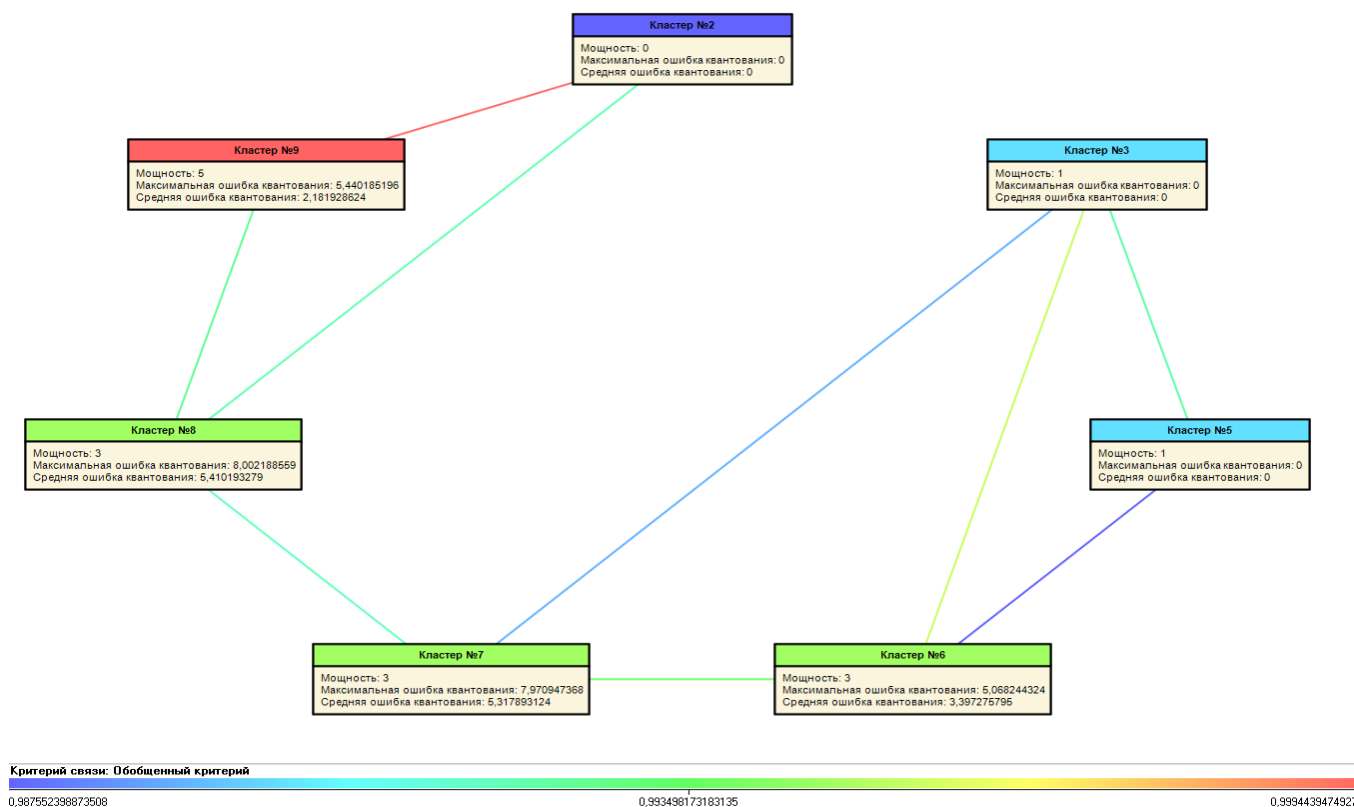 Кластер №2
Мощность: 0
Максимальная ошибка квантования: 0
Средняя ошибка квантования: 0
Кластер №9
Мощность: 5
Максимальная ошибка квантования: 5,440185196
Средняя ошибка квантования: 2,181928624
Кластер №3
Мощность: 1
Максимальная ошибка квантования: 0
Средняя ошибка квантования: 0
Кластер №8
Мощность: 3
Максимальная ошибка квантования: 8,002188559
Средняя ошибка квантования: 5,410193279
Кластер №5
Мощность: 1
Максимальная ошибка квантования: 0
Средняя ошибка квантования: 0
Кластер №7
Мощность: 3
Максимальная ошибка квантования: 7,970947368
Средняя ошибка квантования: 5,317893124
Кластер №6
Мощность: 3
Максимальная ошибка квантования: 5,068244324
Средняя ошибка квантования: 3,397275795
Критерий связи: Обобщенный критерий
0,987552398873508 0,993498173183135